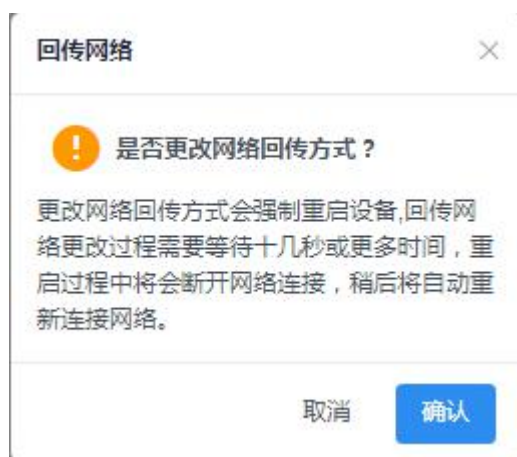 回传网络
是否更改网络回传方式？
更改网络回传方式会强制重启设备,回传网
络更改过程需要等待十几秒或更多时间，重
启过程中将会断开网络连接，稍后将自动重
新连接网络。
取消
确认